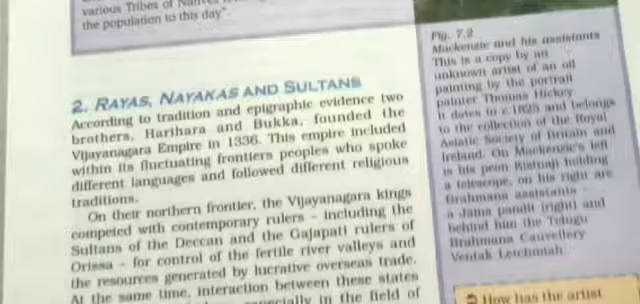 various Tribes of Natives
the population to this day".
2. RAYAS, NAYAKAS AND SULTANS
According to tradition and epigraphic evidence two
brothers, Harihara and Bukka, founded the
Vijayanagara Empire in 1336. This empire included
within its fluctuating frontiers peoples who spoke
different languages and followed different religious
traditions.
On their northern frontier, the Vijayanagara kings
competed with contemporary rulers – including the
Sultans of the Deccan and the Gajapati rulers of
Orissa – for control of the fertile river valleys and
the resources generated by lucrative overseas trade.
At the same time, interaction between these states
especially in the field of
Fig. 7.2
Mackenzie and his assistants
This is a copy by an
unknown artist of an oil
painting by the portrait
painter Thomas Hickey.
It dates to c.1825 and belongs
to the collection of the Royal
Asiatic Society of Britain and
Ireland. On Mackenzie's left
is his peon Kistnaji holding
a telescope, on his right are
Brahmana assistants –
a Jaina pandit (right) and
behind him the Telugu
Brahmana Cauvellery
Ventak Letchmiah.
How has the artist